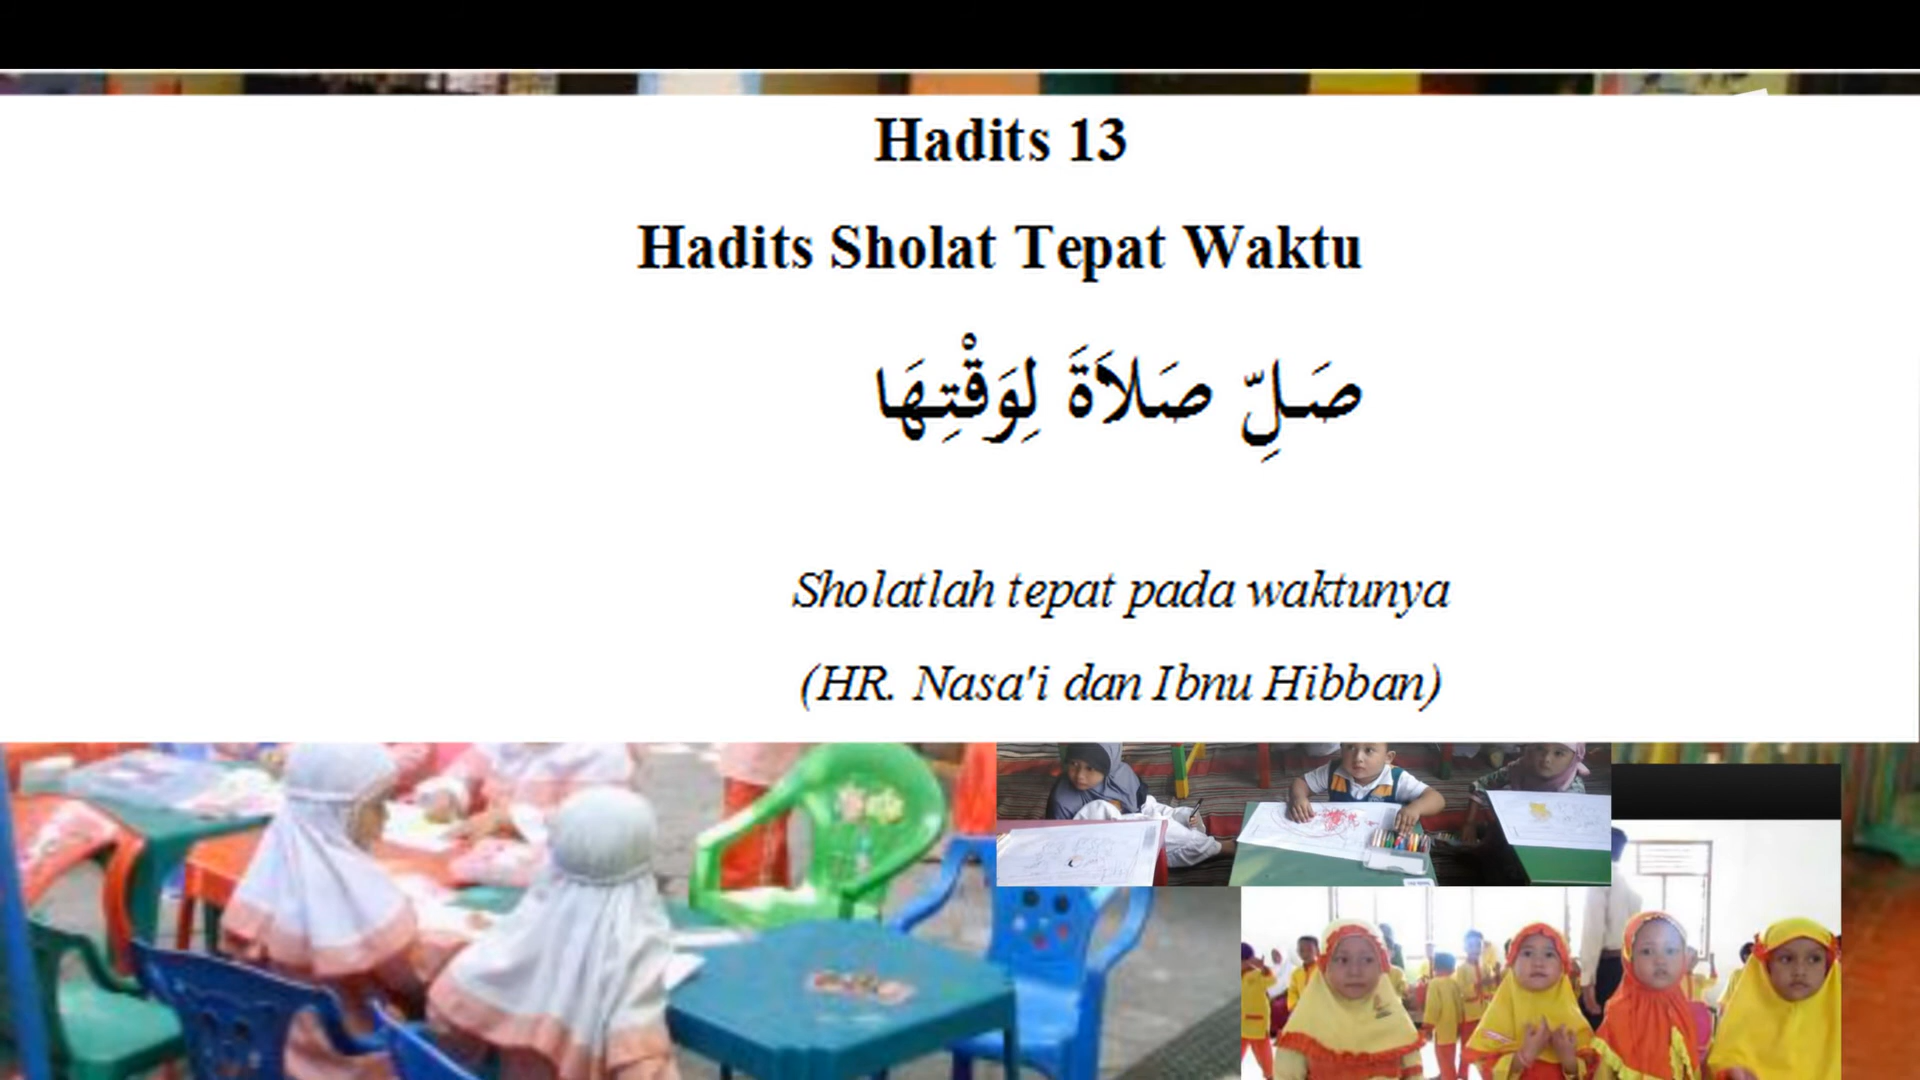 Hadits 13
Hadits Sholat Tepat Waktu
صَلِّ صَلاَةَ لِوَقْتِهَا
Sholatlah tepat pada waktunya
(HR. Nasa'i dan Ibnu Hibban)